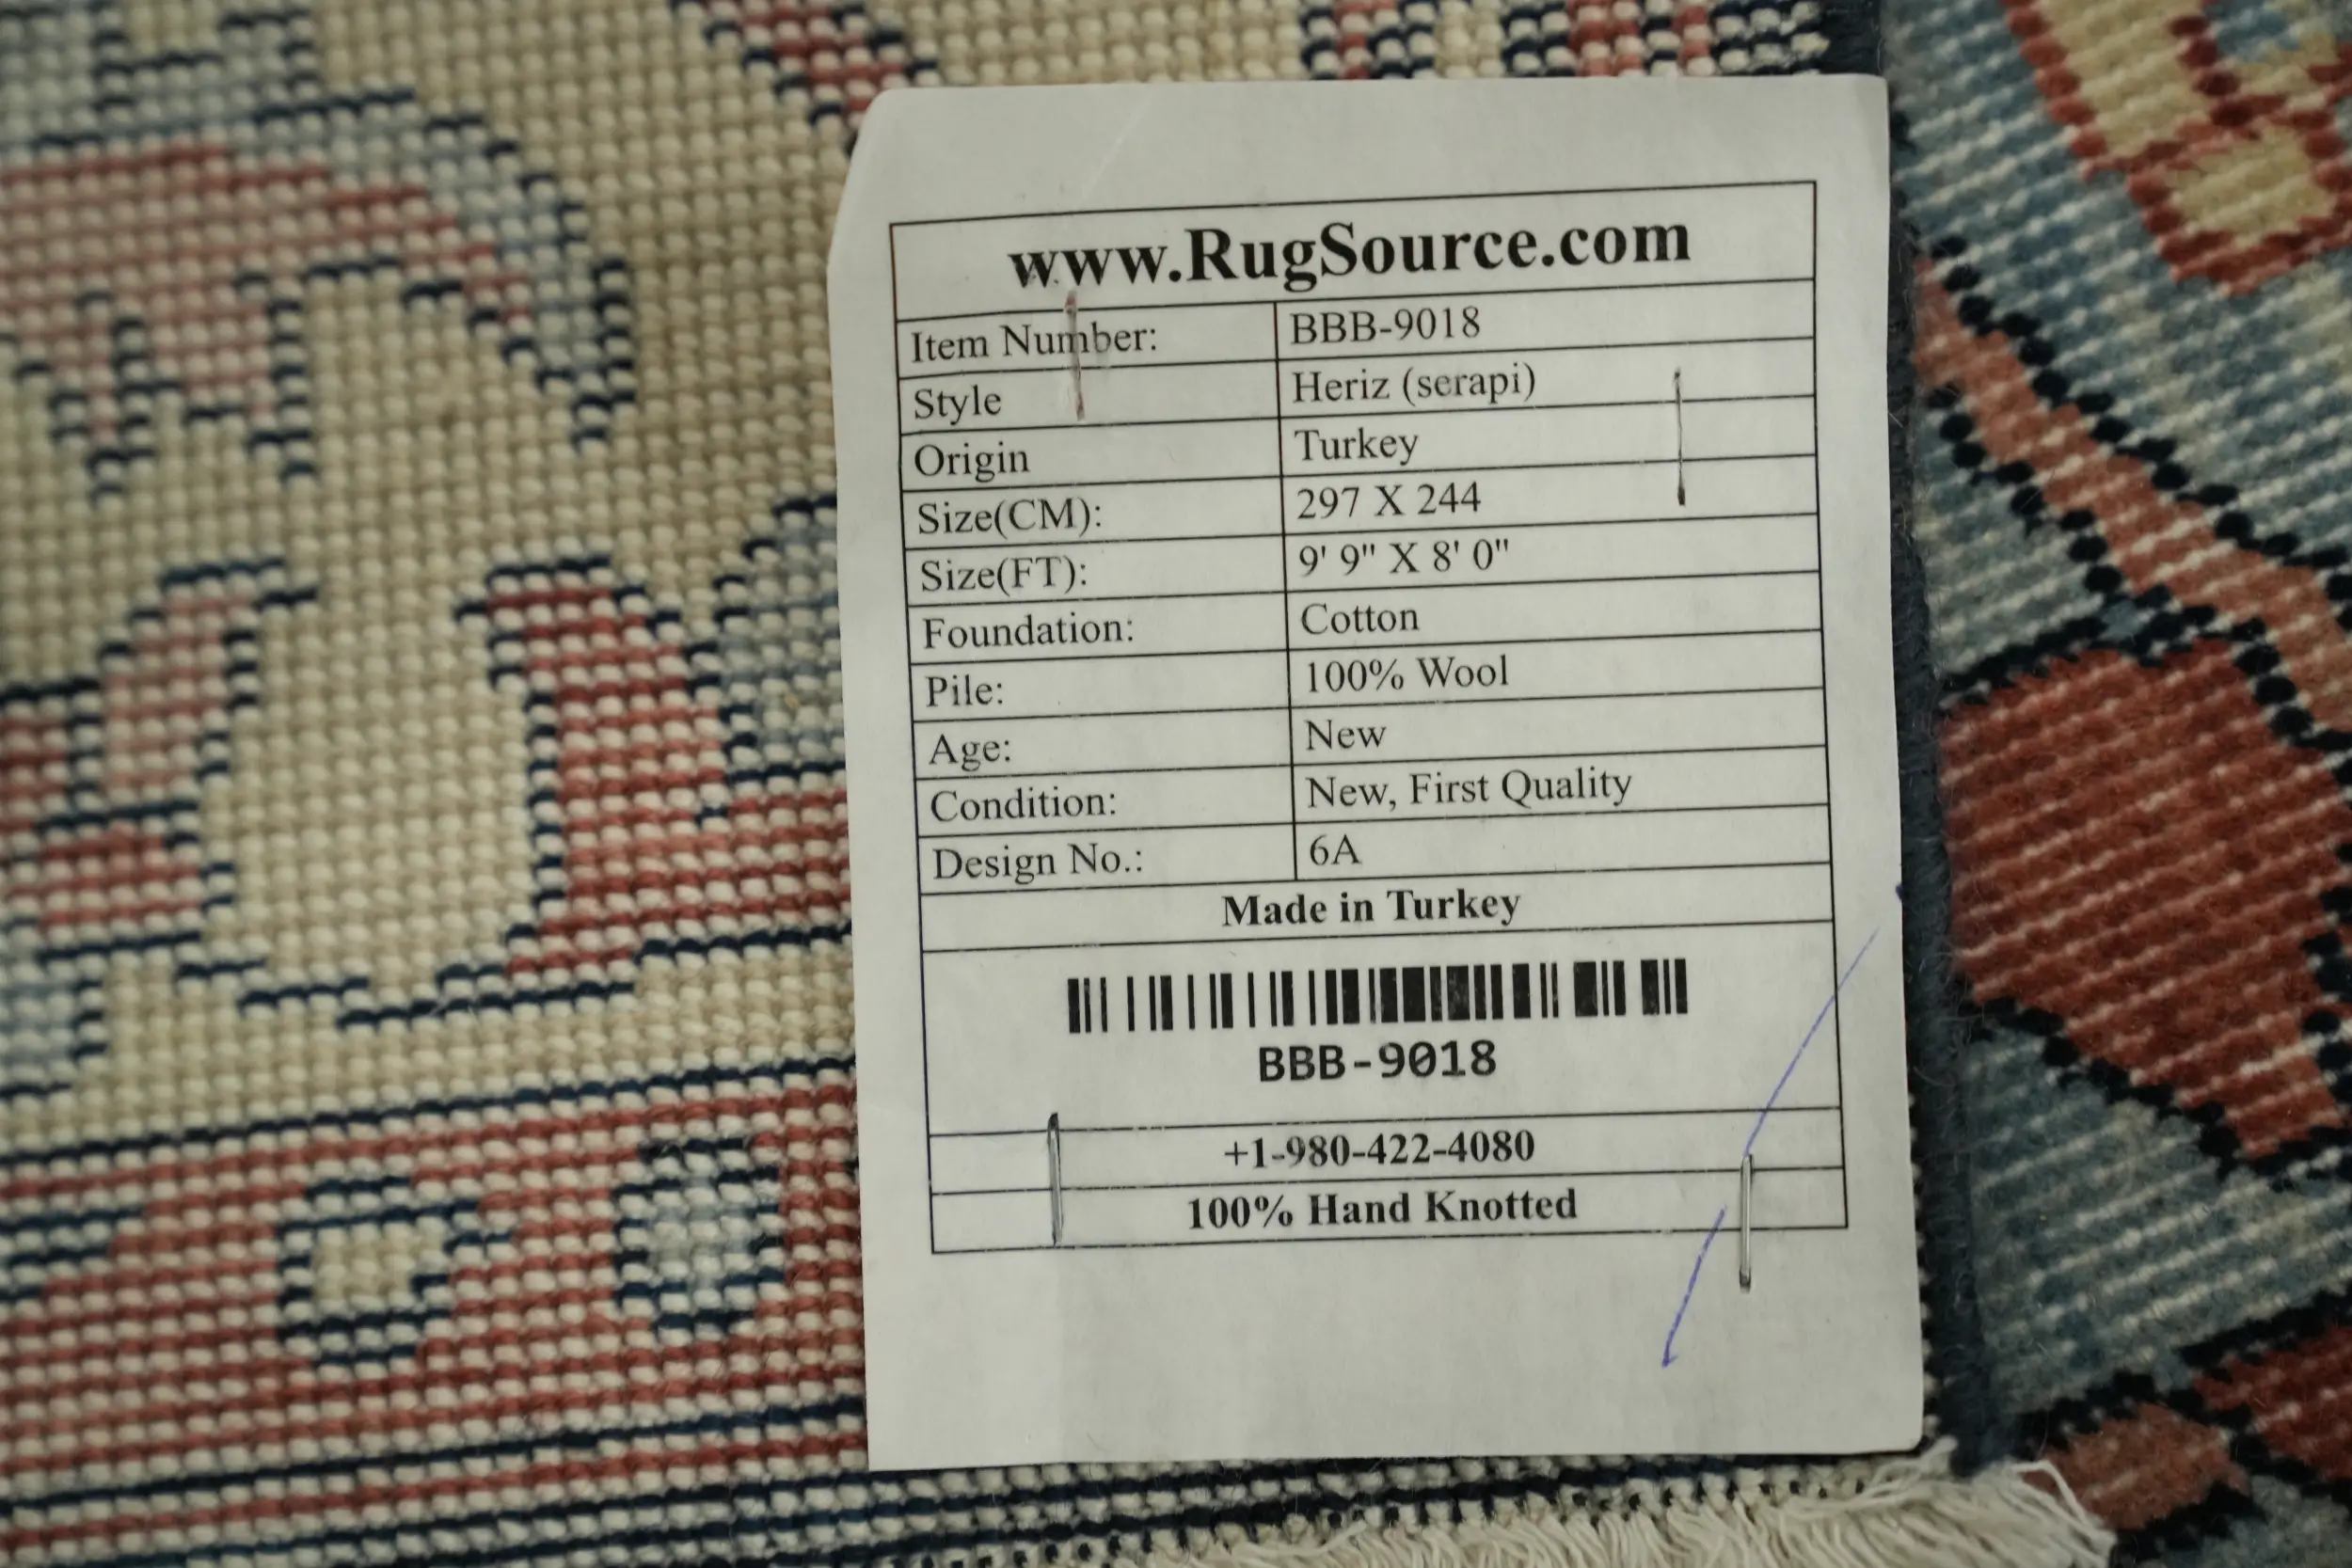 www.RugSource.com
Item Number: BBB-9018
Style Heriz (serapi)
Origin Turkey
Size(CM): 297 X 244
Size(FT): 9' 9" X 8' 0"
Foundation: Cotton
Pile: 100% Wool
Age: New
Condition: New, First Quality
Design No.: 6A
Made in Turkey
BBB-9018
+1-980-422-4080
100% Hand Knotted